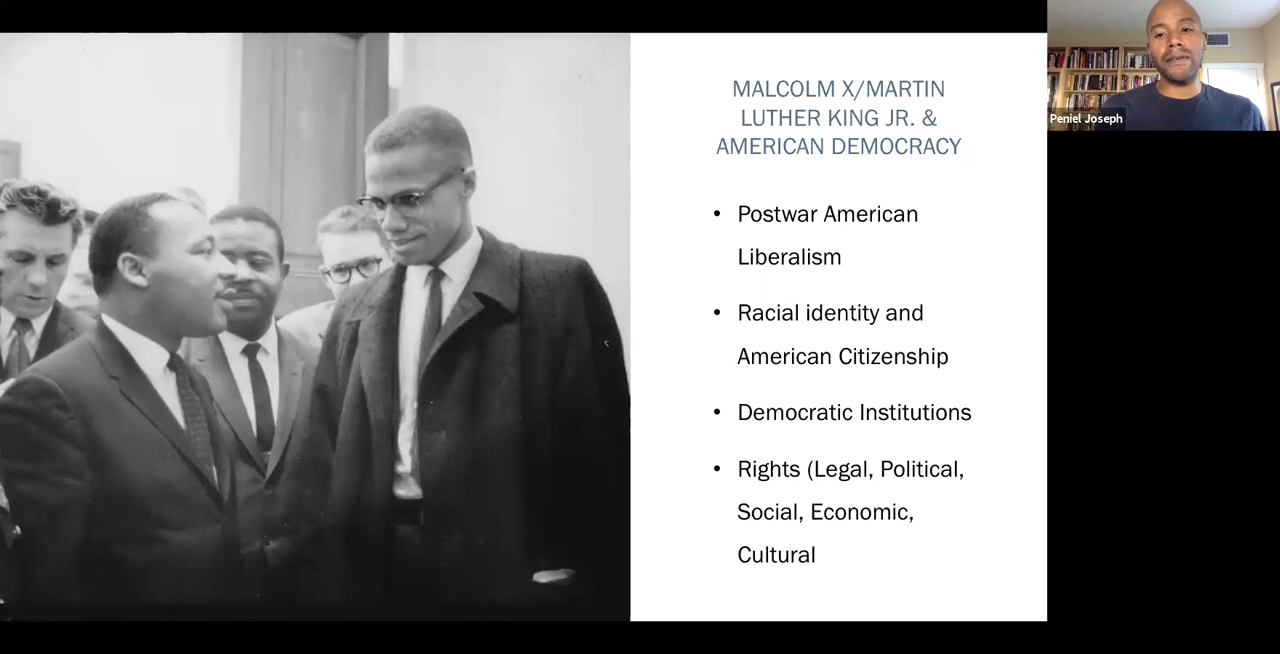 MALCOLM X/MARTIN
LUTHER KING JR. &
AMERICAN DEMOCRACY
• Postwar American
Liberalism
• Racial identity and
American Citizenship
• Democratic Institutions
• Rights (Legal, Political,
Social, Economic,
Cultural
Peniel Joseph